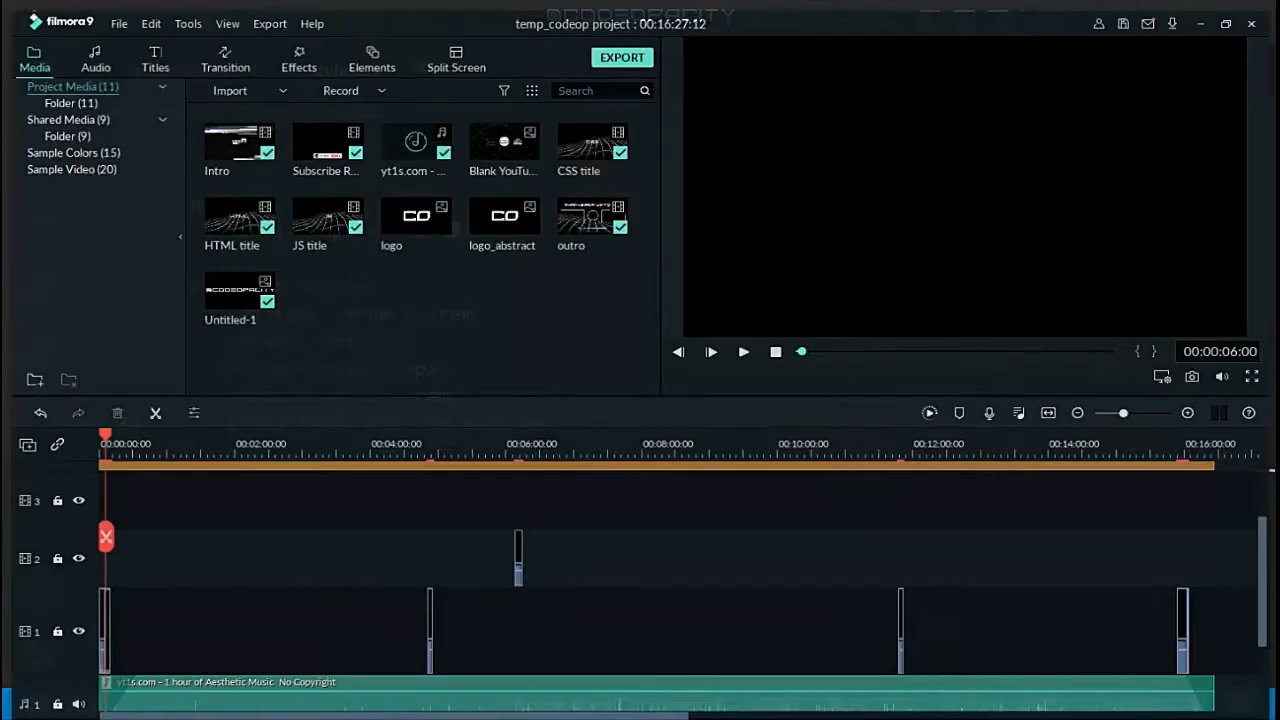 filmora9 File Edit Tools View Export Help temp_codeop project : 00:16:27:12
Media Audio Titles Transition Effects Elements Split Screen EXPORT
Project Media (11) Import Record Search
Folder (11)
Shared Media (9)
Folder (9)
Sample Colors (15)
Sample Video (20)
Intro Subscribe R... yt1s.com - ... Blank YouTu... CSS title
CO CO
HTML title JS title logo logo_abstract outro
@CODEOPALITY
Untitled-1
{ } 00:00:06:00
00:00:00:00 00:02:00:00 00:04:00:00 00:06:00:00 00:08:00:00 00:10:00:00 00:12:00:00 00:14:00:00 00:16:00:00
3
2
1
yt1s.com - 1 hour of Aesthetic Music No Copyright
1